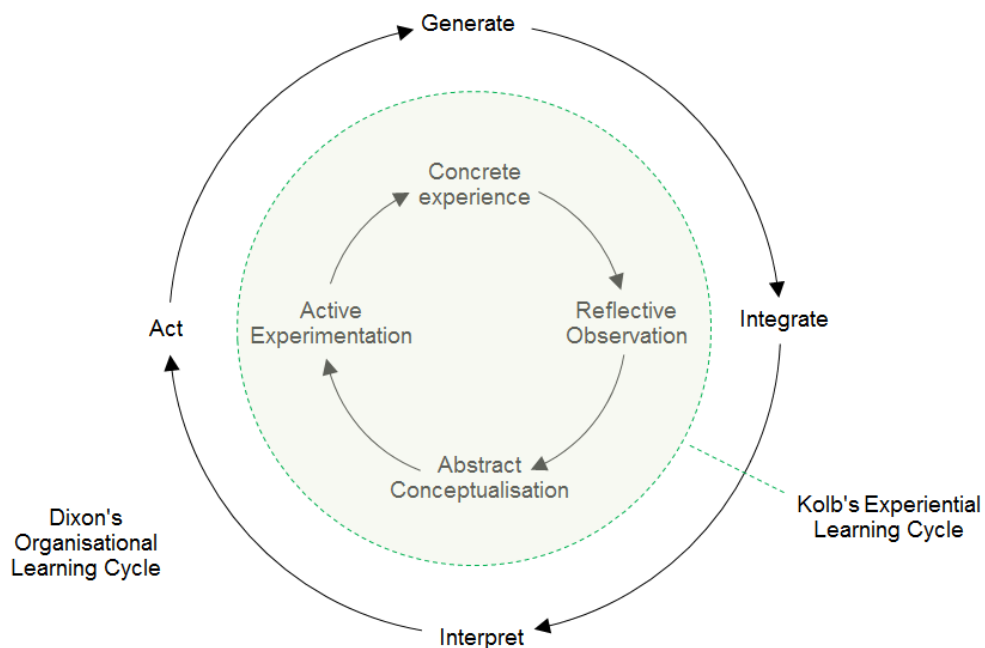 Generate
Concrete
experience
Active
Experimentation
Reflective
Observation
Act
Integrate
Abstract
Conceptualisation
Kolb's Experiential
Learning Cycle
Dixon's
Organisational
Learning Cycle
Interpret